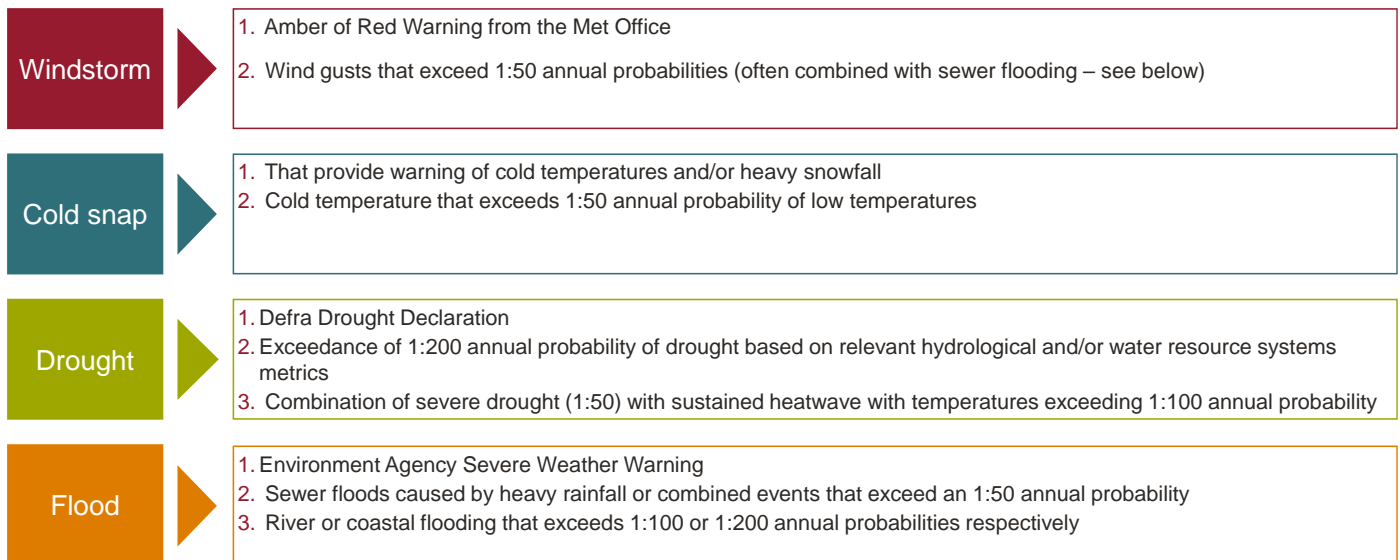 Windstorm
1. Amber of Red Warning from the Met Office
2. Wind gusts that exceed 1:50 annual probabilities (often combined with sewer flooding – see below)
Cold snap
1. That provide warning of cold temperatures and/or heavy snowfall
2. Cold temperature that exceeds 1:50 annual probability of low temperatures
Drought
1. Defra Drought Declaration
2. Exceedance of 1:200 annual probability of drought based on relevant hydrological and/or water resource systems
metrics
3. Combination of severe drought (1:50) with sustained heatwave with temperatures exceeding 1:100 annual probability
Flood
1. Environment Agency Severe Weather Warning
2. Sewer floods caused by heavy rainfall or combined events that exceed an 1:50 annual probability
3. River or coastal flooding that exceeds 1:100 or 1:200 annual probabilities respectively